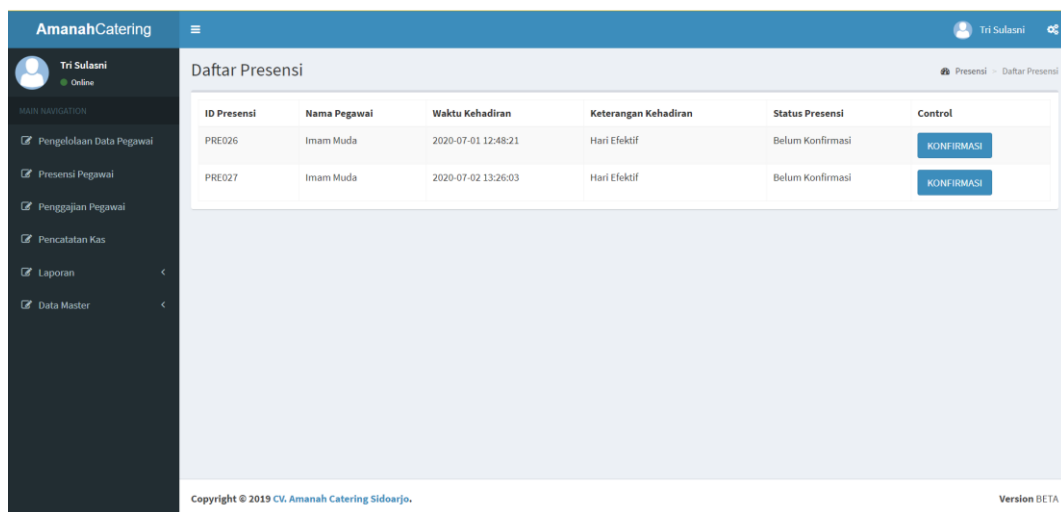 AmanahCatering
Tri Sulasni
Tri Sulasni
Online
Daftar Presensi
Presensi > Daftar Presensi
MAIN NAVIGATION
Pengelolaan Data Pegawai
Presensi Pegawai
Penggajian Pegawai
Pencatatan Kas
Laporan
Data Master
ID Presensi Nama Pegawai Waktu Kehadiran Keterangan Kehadiran Status Presensi Control
PRE026 Imam Muda 2020-07-01 12:48:21 Hari Efektif Belum Konfirmasi KONFIRMASI
PRE027 Imam Muda 2020-07-02 13:26:03 Hari Efektif Belum Konfirmasi KONFIRMASI
Copyright © 2019 CV. Amanah Catering Sidoarjo. Version BETA